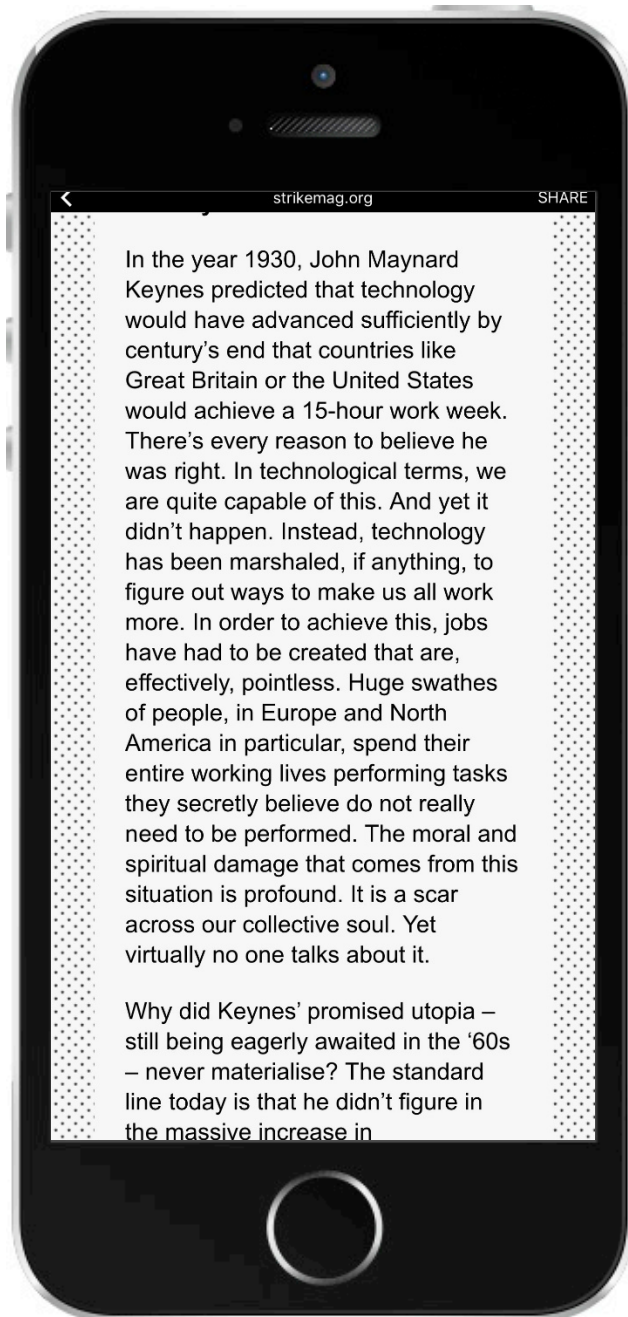 strikemag.org SHARE
In the year 1930, John Maynard
Keynes predicted that technology
would have advanced sufficiently by
century’s end that countries like
Great Britain or the United States
would achieve a 15-hour work week.
There’s every reason to believe he
was right. In technological terms, we
are quite capable of this. And yet it
didn’t happen. Instead, technology
has been marshaled, if anything, to
figure out ways to make us all work
more. In order to achieve this, jobs
have had to be created that are,
effectively, pointless. Huge swathes
of people, in Europe and North
America in particular, spend their
entire working lives performing tasks
they secretly believe do not really
need to be performed. The moral and
spiritual damage that comes from this
situation is profound. It is a scar
across our collective soul. Yet
virtually no one talks about it.
Why did Keynes’ promised utopia –
still being eagerly awaited in the ‘60s
– never materialise? The standard
line today is that he didn’t figure in
the massive increase in